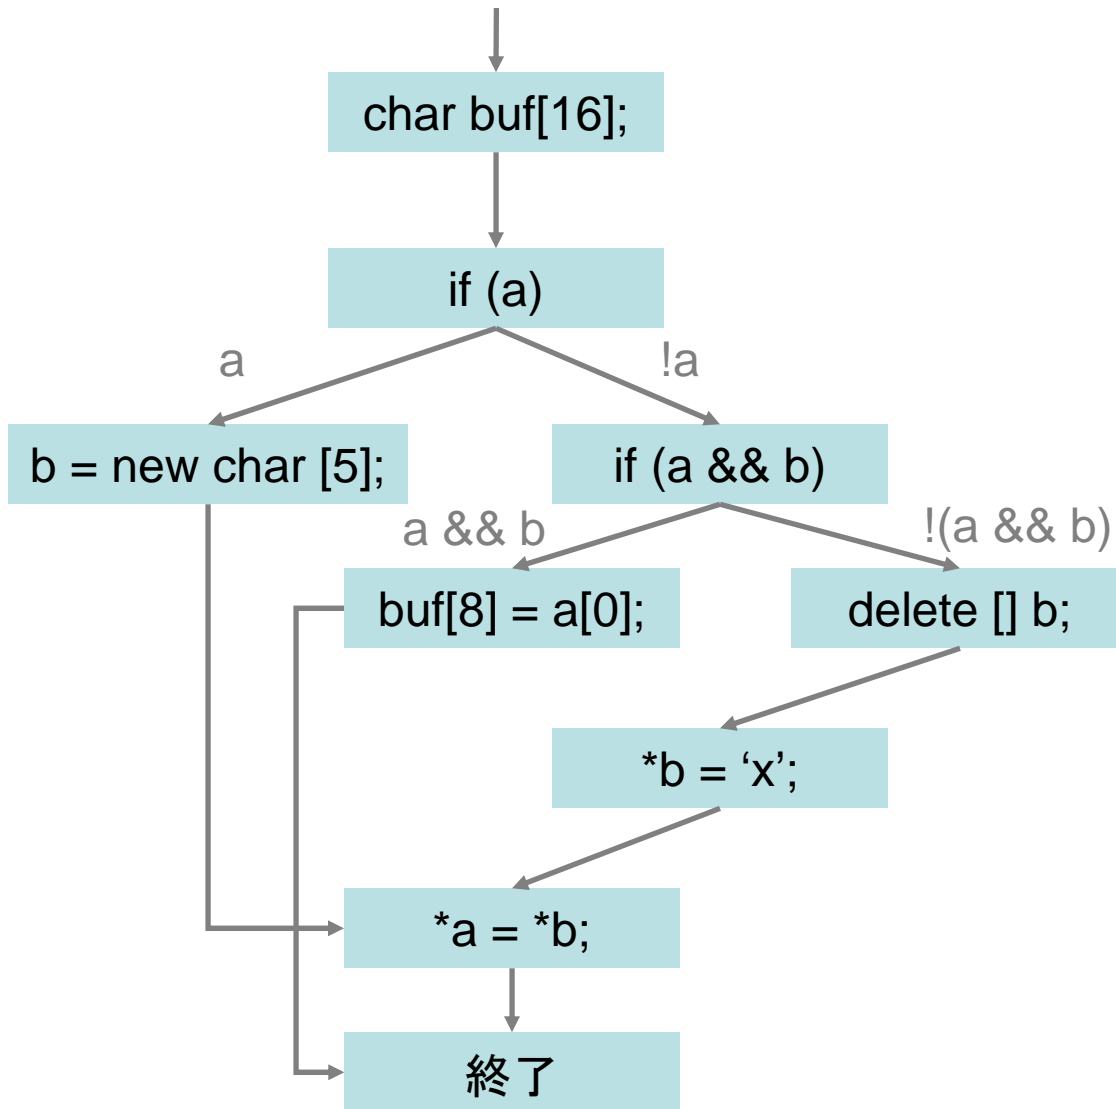 char buf[16];
if (a)
a
!a
b = new char [5];
if (a && b)
a && b
!(a && b)
buf[8] = a[0];
delete [] b;
*b = ‘x’;
*a = *b;
終了